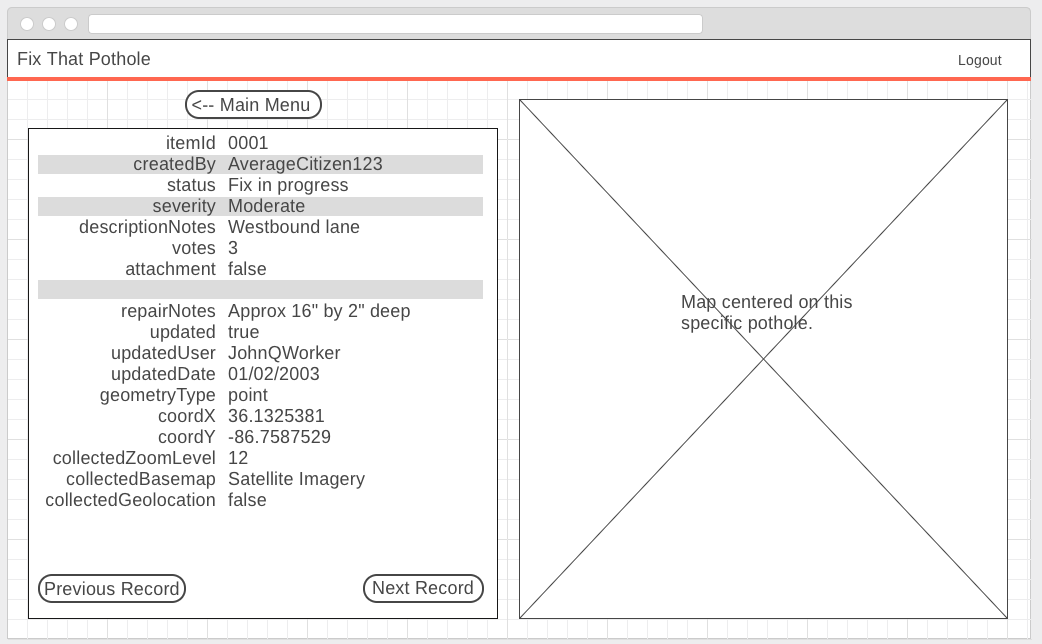 Fix That Pothole
Logout
<-- Main Menu
itemId 0001
createdBy AverageCitizen123
status Fix in progress
severity Moderate
descriptionNotes Westbound lane
votes 3
attachment false
repairNotes Approx 16" by 2" deep
updated true
updatedUser JohnQWorker
updatedDate 01/02/2003
geometryType point
coordX 36.1325381
coordY -86.7587529
collectedZoomLevel 12
collectedBasemap Satellite Imagery
collectedGeolocation false
Previous Record
Next Record
Map centered on this
specific pothole.